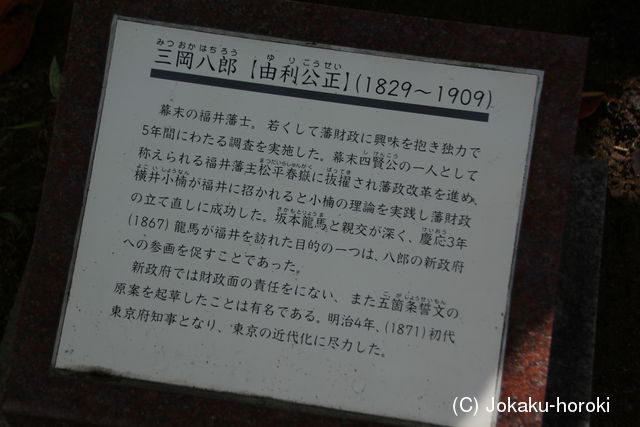 みつおかはちろう ゆりこうせい
三岡八郎【由利公正】(1829～1909)
幕末の福井藩士。若くして藩財政に興味を抱き独力で
5年間にわたる調査を実施した。幕末四賢公の一人として
称えられる福井藩主松平春嶽に抜擢され藩政改革を進め、
横井小楠が福井に招かれると小楠の理論を実践し藩財政
の立て直しに成功した。坂本龍馬と親交が深く、慶応3年
(1867)龍馬が福井を訪れた目的の一つは、八郎の新政府
への参画を促すことであった。
新政府では財政面の責任をにない、また五箇条誓文の
原案を起草したことは有名である。明治4年、(1871)初代
東京府知事となり、東京の近代化に尽力した。
(C) Jokaku-horoki